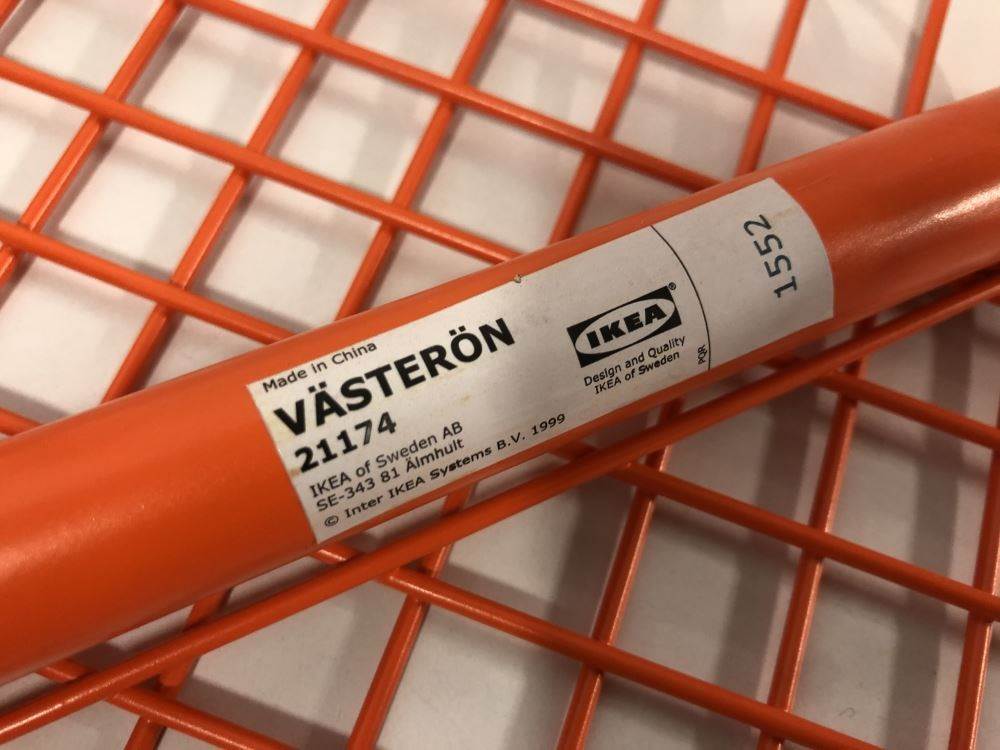 Made in China
VÄSTERÖN
21174
IKEA of Sweden AB
SE-343 81 Älmhult
© Inter IKEA Systems B.V. 1999
IKEA®
Design and Quality
IKEA of Sweden
PQR
1552